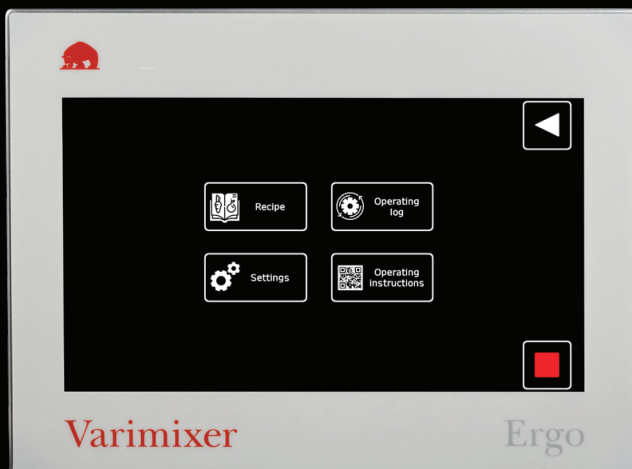 Recipe
Operating
log
Settings
Operating
instructions
Varimixer
Ergo